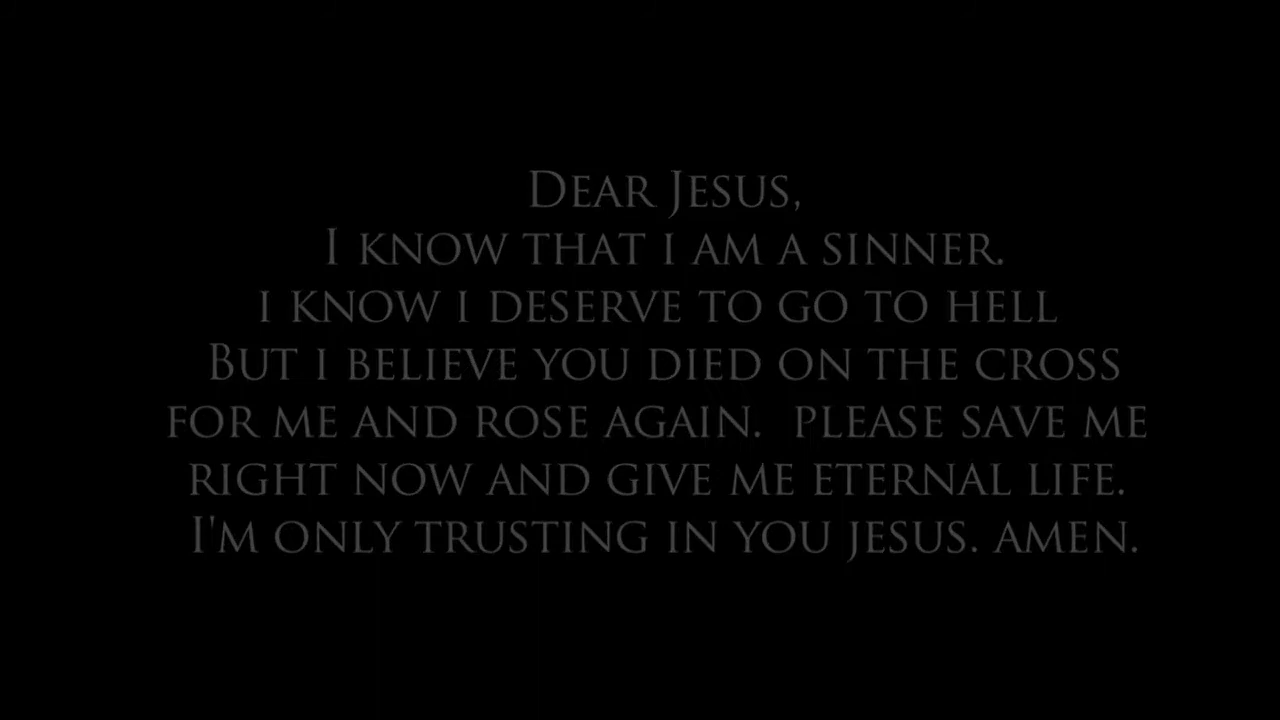 Dear Jesus,
I know that i am a sinner.
i know i deserve to go to hell
But i believe you died on the cross
for me and rose again.  please save me
right now and give me eternal life.
I'm only trusting in you jesus. amen.